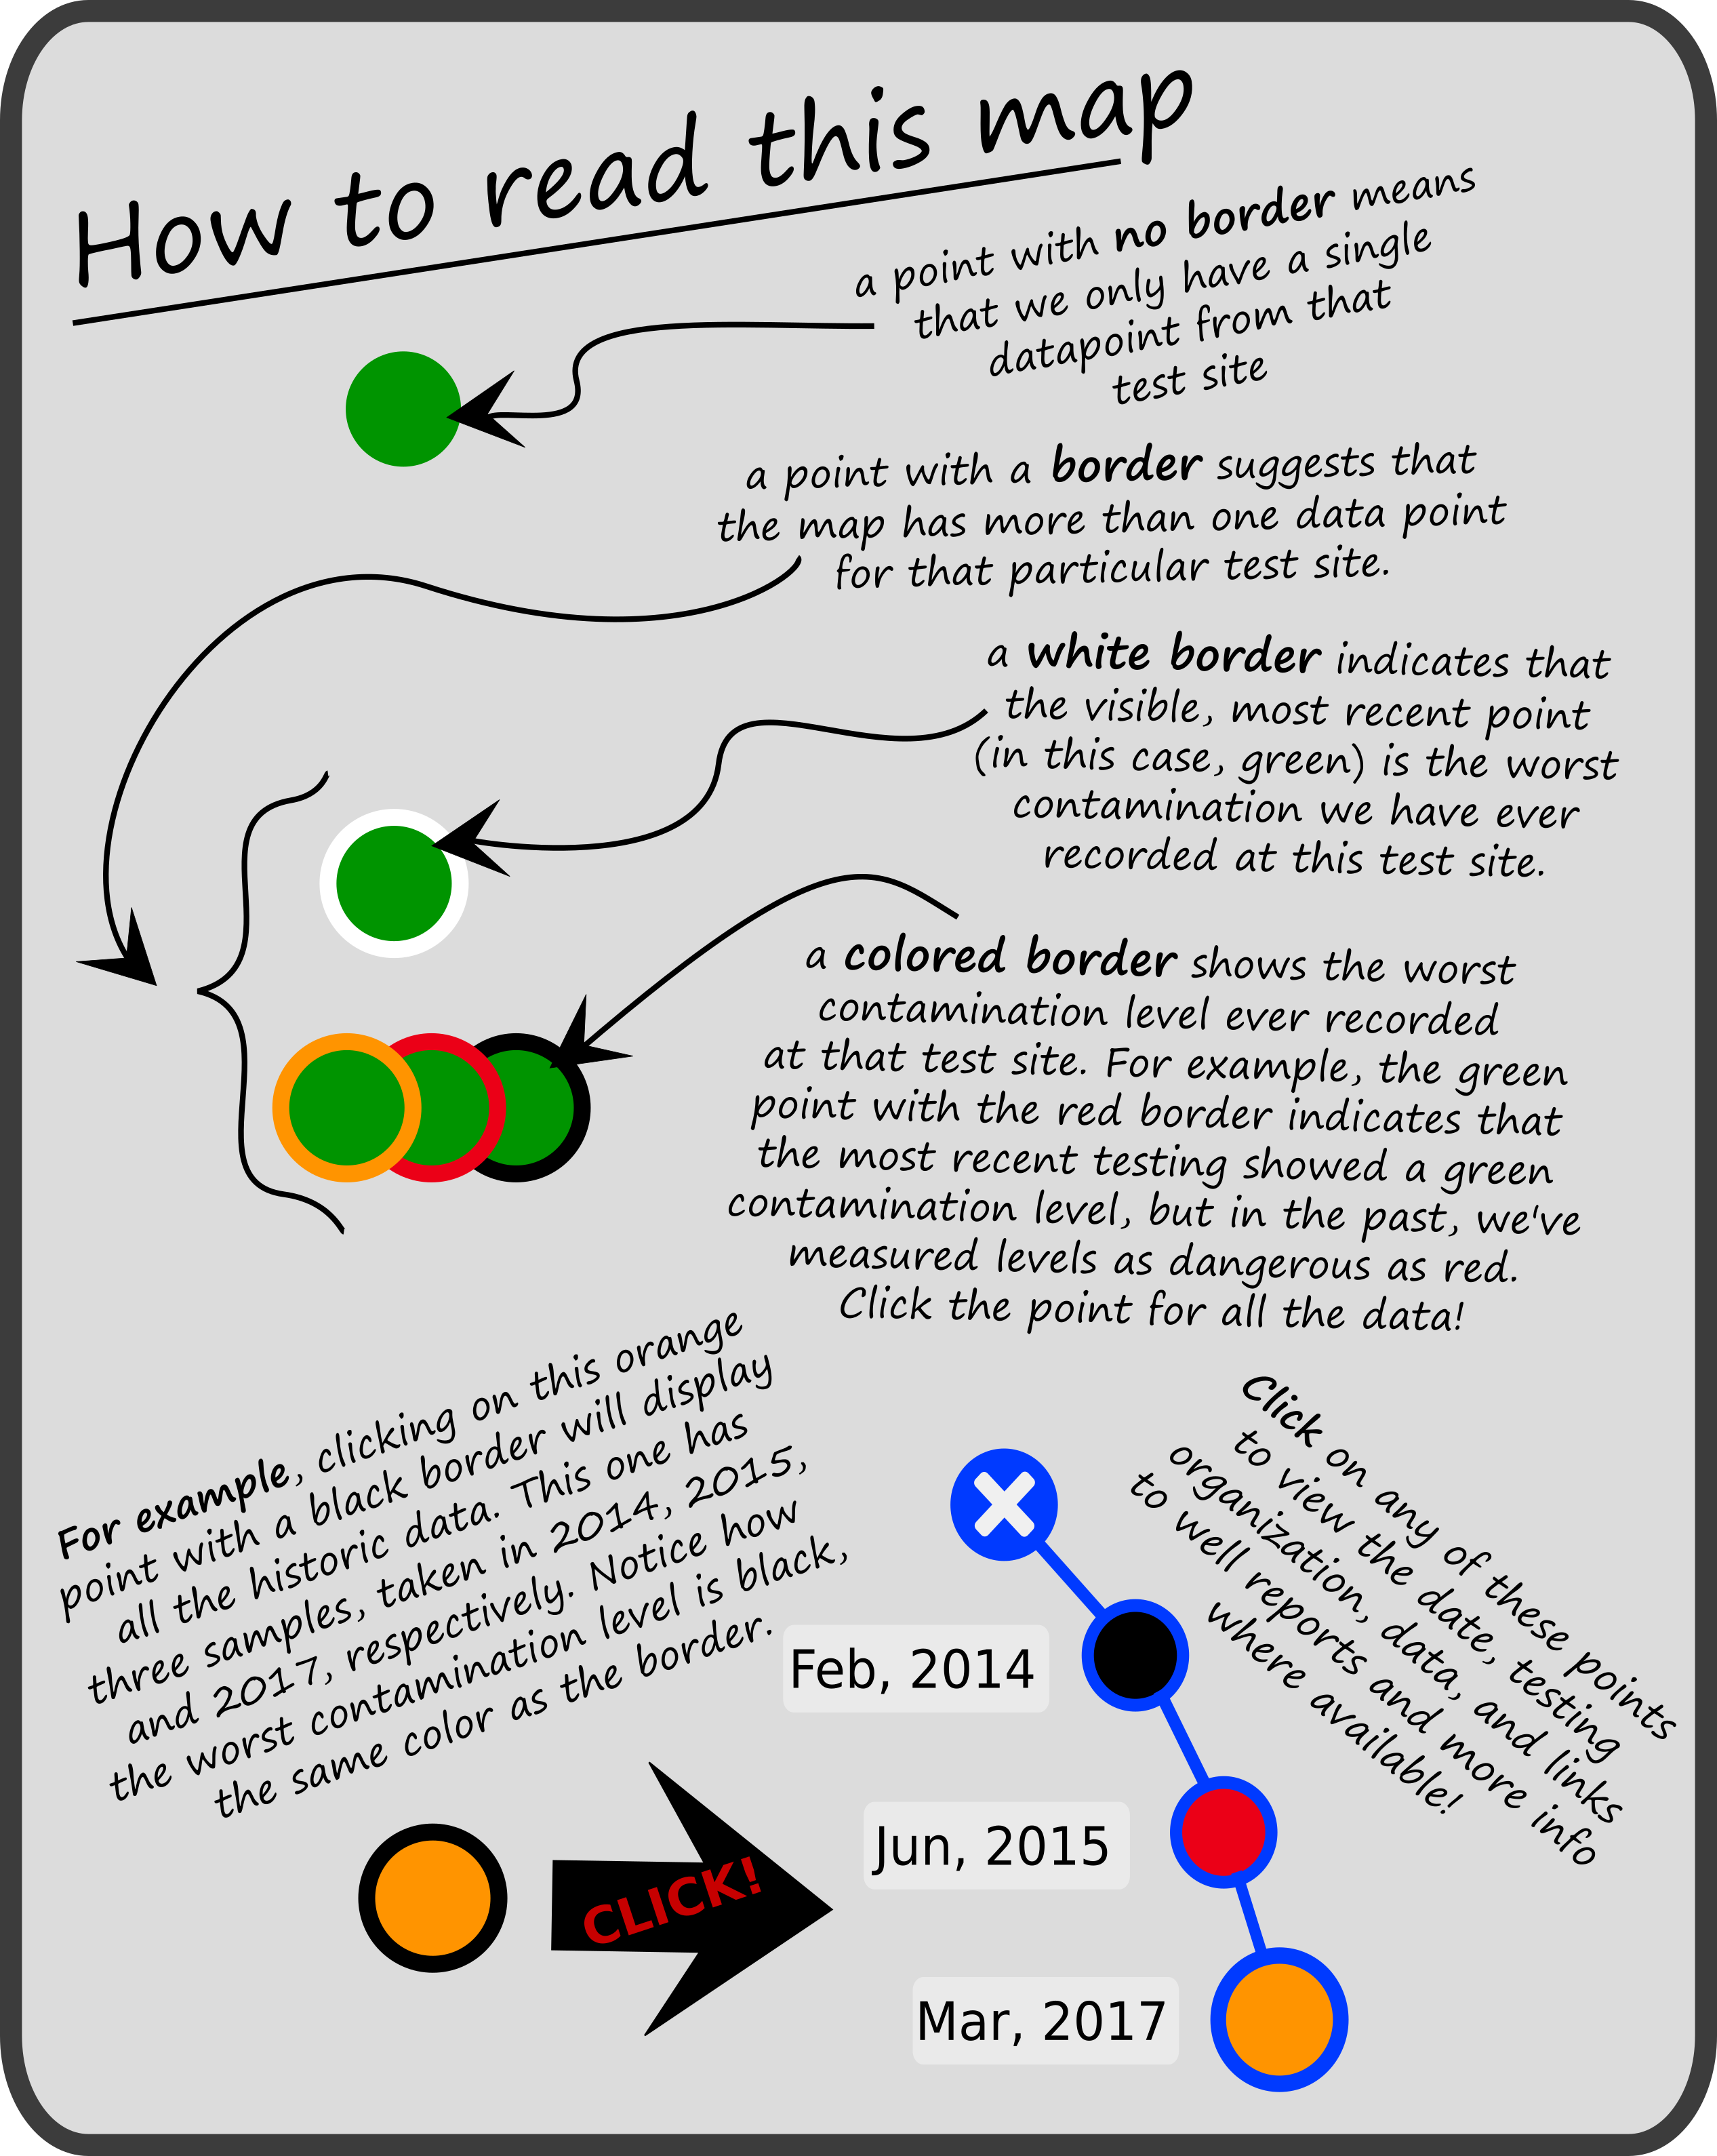 How to read this map
a point with no border means
that we only have a single
datapoint from that
test site
a point with a border suggests that
the map has more than one data point
for that particular test site.
a white border indicates that
the visible, most recent point
(in this case, green) is the worst
contamination we have ever
recorded at this test site.
a colored border shows the worst
contamination level ever recorded
at that test site. For example, the green
point with the red border indicates that
the most recent testing showed a green
contamination level, but in the past, we've
measured levels as dangerous as red.
Click the point for all the data!
For example, clicking on this orange
point with a black border will display
all the historic data. This one has
three samples, taken in 2014, 2015,
and 2017, respectively. Notice how
the worst contamination level is black,
the same color as the border.
Click on any of these points
to view the date, testing
organization, data, and links
to well reports and more info
where available!
Feb, 2014
Jun, 2015
CLICK!
Mar, 2017